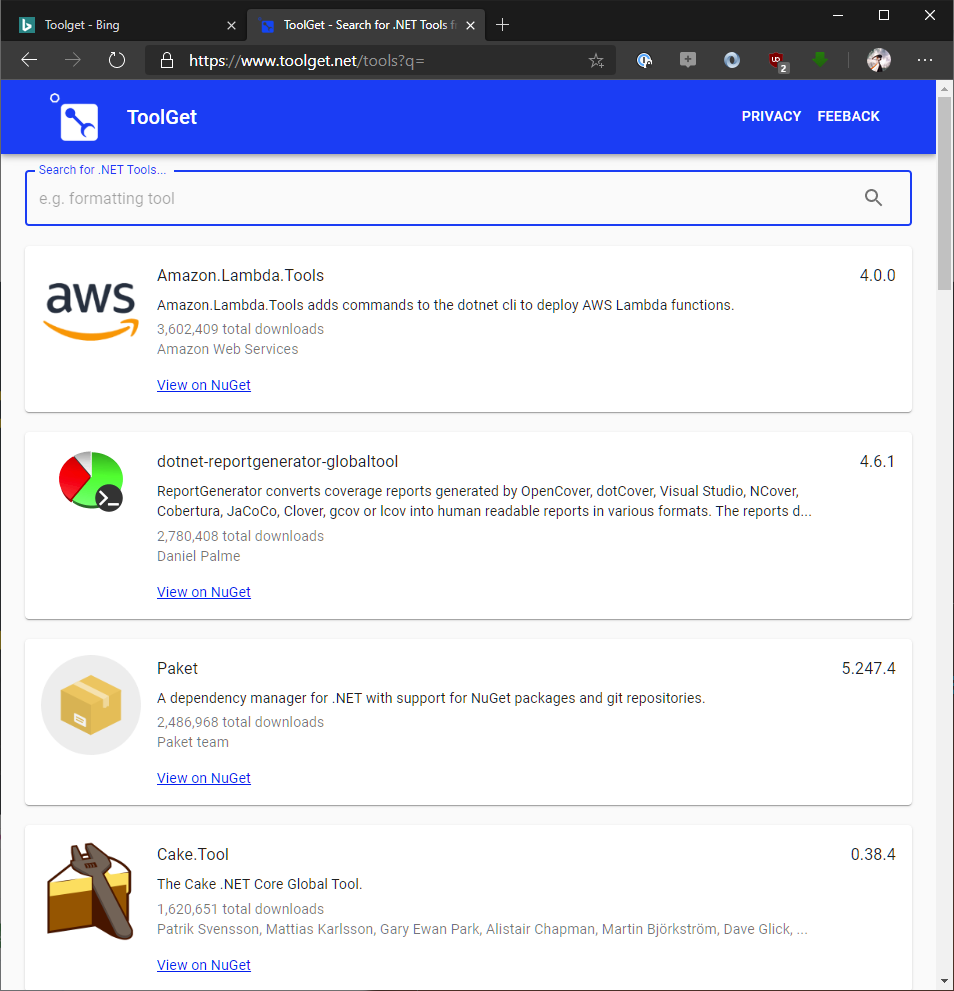 Toolget - Bing
ToolGet - Search for .NET Tools f
https://www.toolget.net/tools?q=
UD
2
ToolGet
PRIVACY
FEEBACK
Search for .NET Tools...
e.g. formatting tool
aws
Amazon.Lambda.Tools
4.0.0
Amazon.Lambda.Tools adds commands to the dotnet cli to deploy AWS Lambda functions.
3,602,409 total downloads
Amazon Web Services
View on NuGet
dotnet-reportgenerator-globaltool
4.6.1
ReportGenerator converts coverage reports generated by OpenCover, dotCover, Visual Studio, NCover,
Cobertura, JaCoCo, Clover, gcov or lcov into human readable reports in various formats. The reports d...
2,780,408 total downloads
Daniel Palme
View on NuGet
Paket
5.247.4
A dependency manager for .NET with support for NuGet packages and git repositories.
2,486,968 total downloads
Paket team
View on NuGet
Cake.Tool
0.38.4
The Cake .NET Core Global Tool.
1,620,651 total downloads
Patrik Svensson, Mattias Karlsson, Gary Ewan Park, Alistair Chapman, Martin Björkström, Dave Glick, ...
View on NuGet